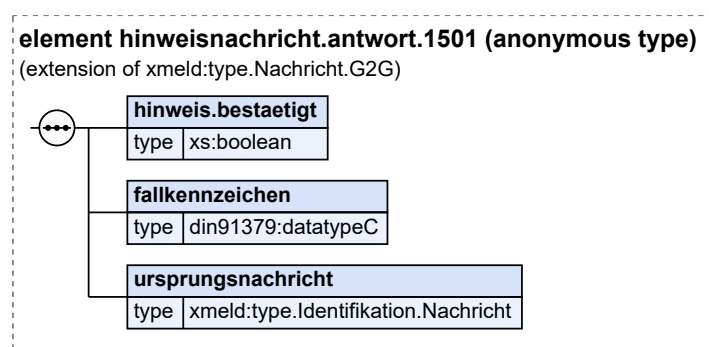 element hinweisnachricht.antwort.1501 (anonymous type)
(extension of xmeld:type.Nachricht.G2G)
hinweis.bestaetigt
type xs:boolean
fallkennzeichen
type din91379:datatypeC
ursprungsnachricht
type xmeld:type.Identifikation.Nachricht